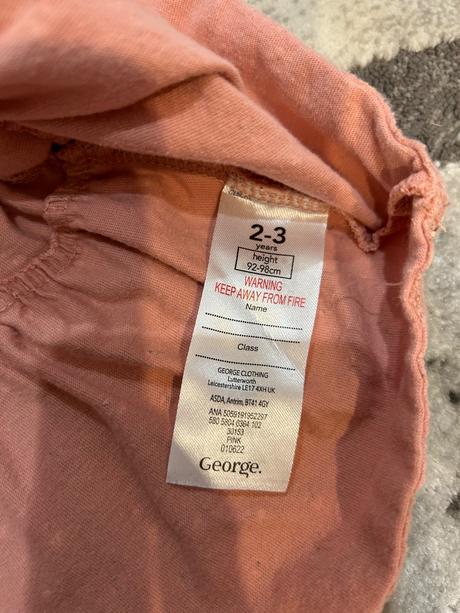 2-3
years
height
92-98cm
WARNING
KEEP AWAY FROM FIRE
Name
Class
GEORGE CLOTHING
Lutterworth
Leicestershire LE17 4XH UK
ASDA, Antrim, BT41 4GY
ANA 5059191952297
580 5804 0364 102
30153
PINK
010622
George.